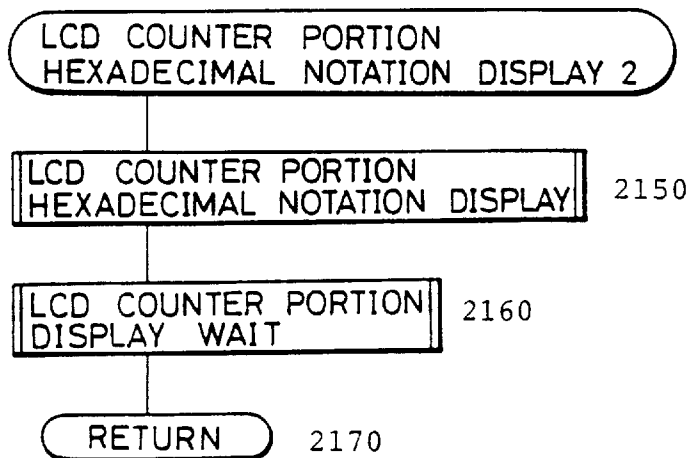 LCD COUNTER PORTION
HEXADECIMAL NOTATION DISPLAY 2
LCD COUNTER PORTION
HEXADECIMAL NOTATION DISPLAY
2150
LCD COUNTER PORTION
DISPLAY WAIT
2160
RETURN
2170